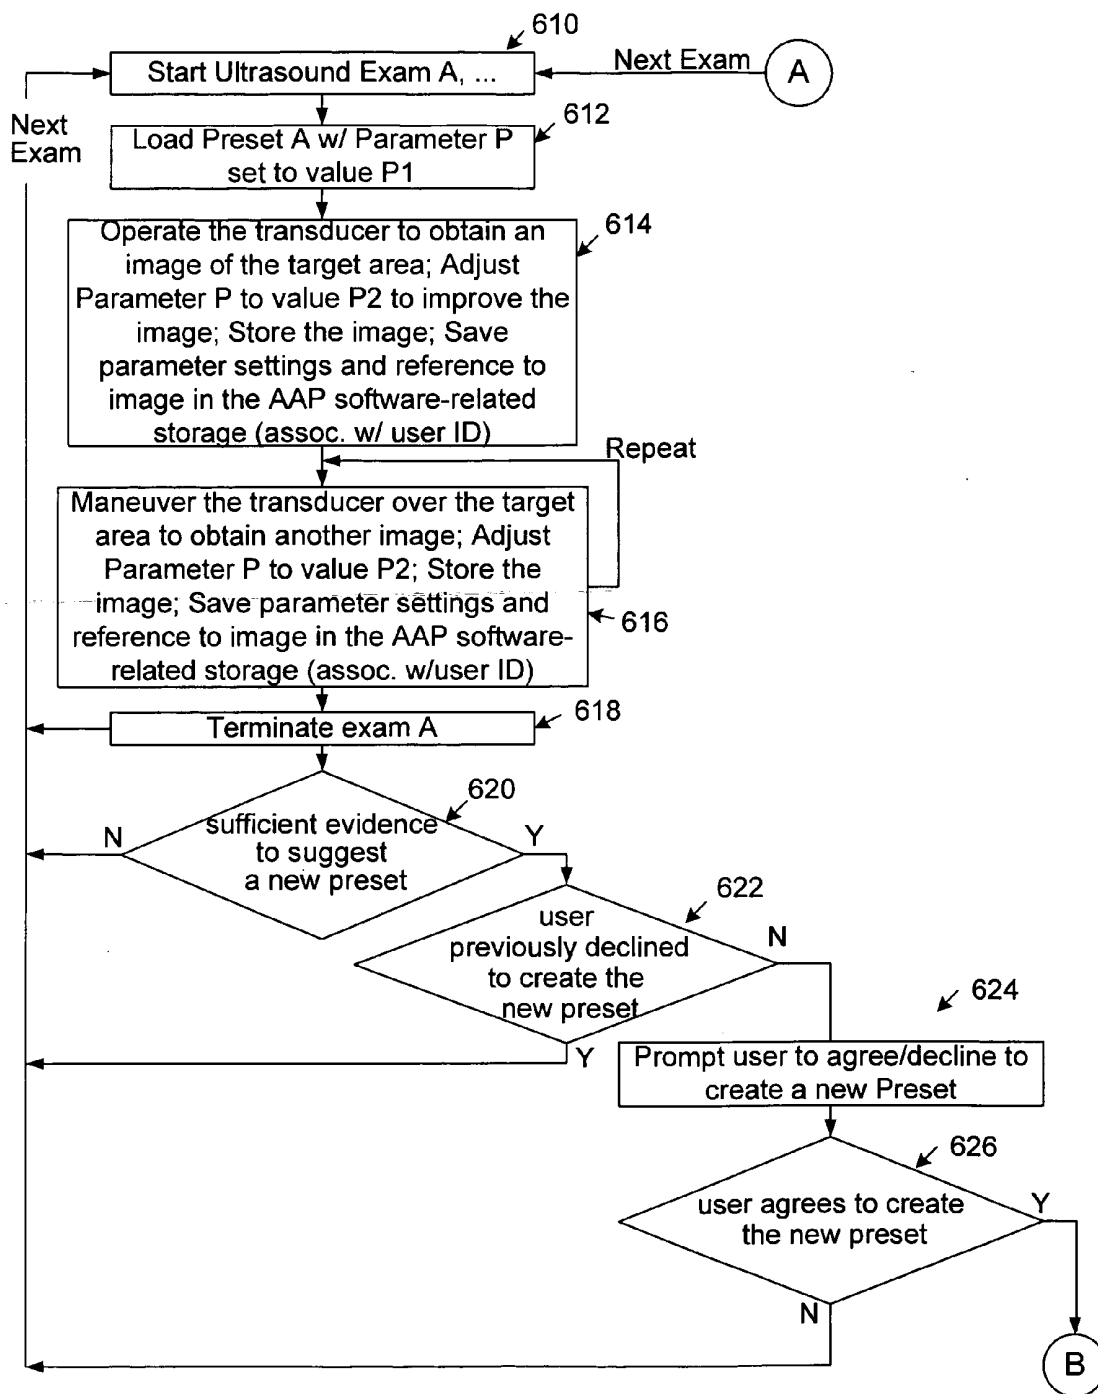 610
Start Ultrasound Exam A, ...
Next Exam
A
Next
Exam
612
Load Preset A w/ Parameter P
set to value P1
614
Operate the transducer to obtain an
image of the target area; Adjust
Parameter P to value P2 to improve the
image; Store the image; Save
parameter settings and reference to
image in the AAP software-related
storage (assoc. w/ user ID)
Repeat
Maneuver the transducer over the target
area to obtain another image; Adjust
Parameter P to value P2; Store the
image; Save parameter settings and
reference to image in the AAP software-
related storage (assoc. w/user ID)
616
Terminate exam A
618
620
sufficient evidence
to suggest
a new preset
N
Y
622
user
previously declined
to create the
new preset
N
Y
624
Prompt user to agree/decline to
create a new Preset
626
user agrees to create
the new preset
Y
N
B